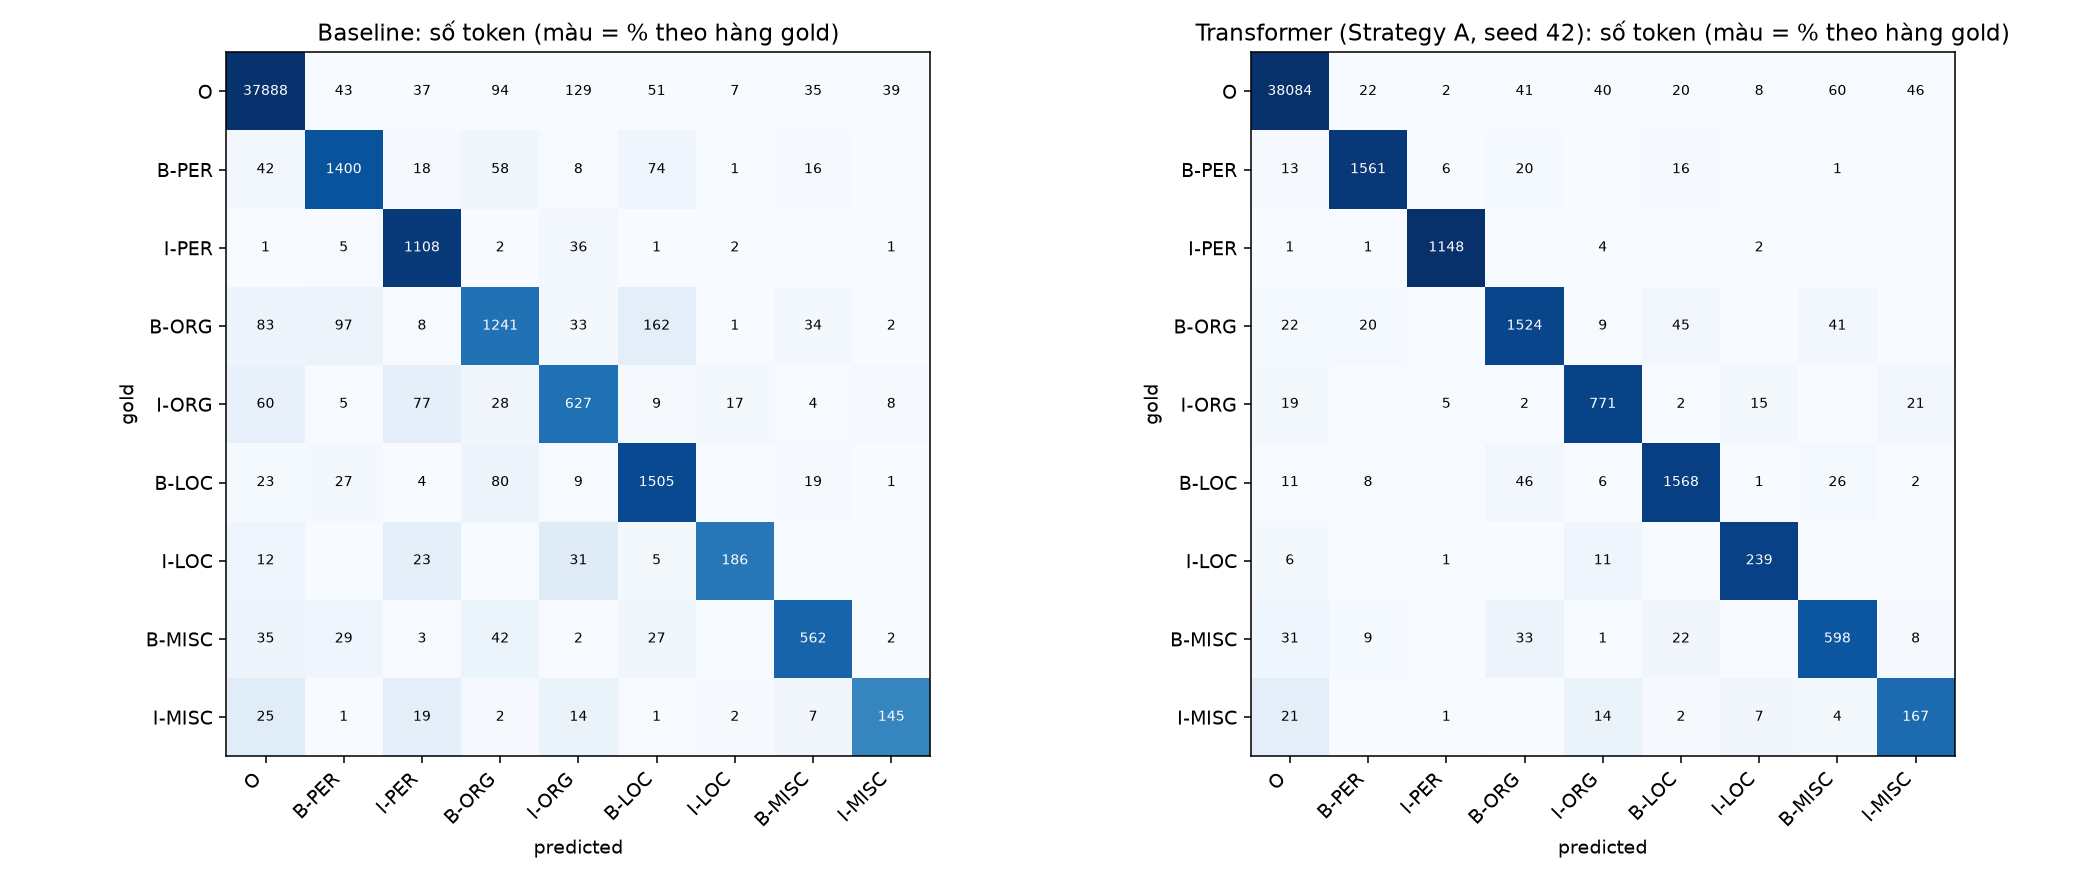 Baseline: số token (màu = % theo hàng gold)
O 37888 43 37 94 129 51 7 35 39
B-PER 42 1400 18 58 8 74 1 16
I-PER 1 5 1108 2 36 1 2 1
B-ORG 83 97 8 1241 33 162 1 34 2
I-ORG 60 5 77 28 627 9 17 4 8
B-LOC 23 27 4 80 9 1505 19 1
I-LOC 12 23 31 5 186
B-MISC 35 29 3 42 2 27 562 2
I-MISC 25 1 19 2 14 1 2 7 145
gold
O B-PER I-PER B-ORG I-ORG B-LOC I-LOC B-MISC I-MISC
predicted
Transformer (Strategy A, seed 42): số token (màu = % theo hàng gold)
O 38084 22 2 41 40 20 8 60 46
B-PER 13 1561 6 20 16 1
I-PER 1 1 1148 4 2
B-ORG 22 20 1524 9 45 41
I-ORG 19 5 2 771 2 15 21
B-LOC 11 8 46 6 1568 1 26 2
I-LOC 6 1 11 239
B-MISC 31 9 33 1 22 598 8
I-MISC 21 1 14 2 7 4 167
gold
O B-PER I-PER B-ORG I-ORG B-LOC I-LOC B-MISC I-MISC
predicted